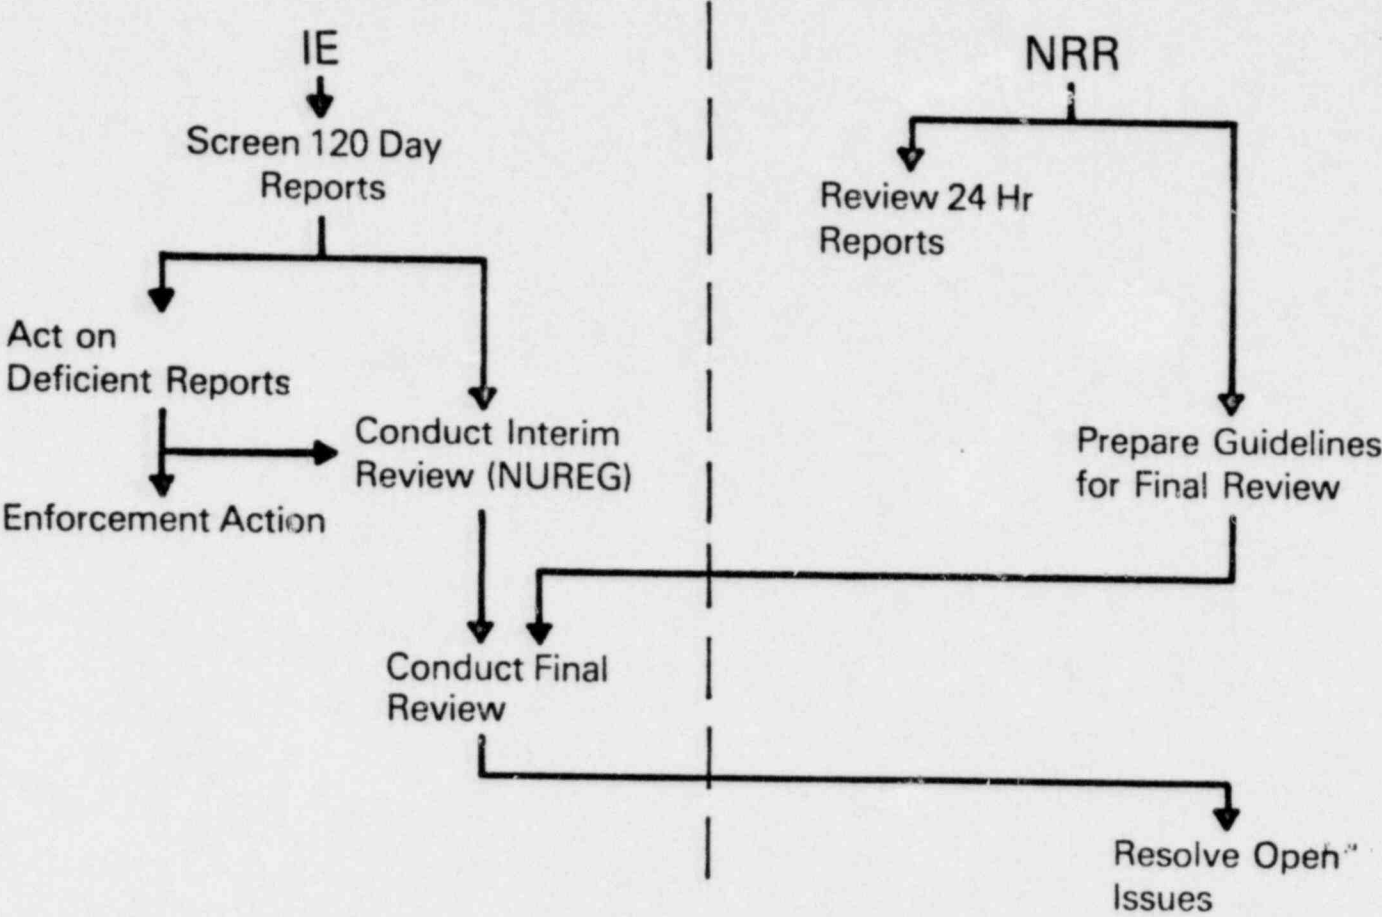 IE
Screen 120 Day
Reports
Act on
Deficient Reports
Enforcement Action
Conduct Interim
Review (NUREG)
Conduct Final
Review
NRR
Review 24 Hr
Reports
Prepare Guidelines
for Final Review
Resolve Open
Issues